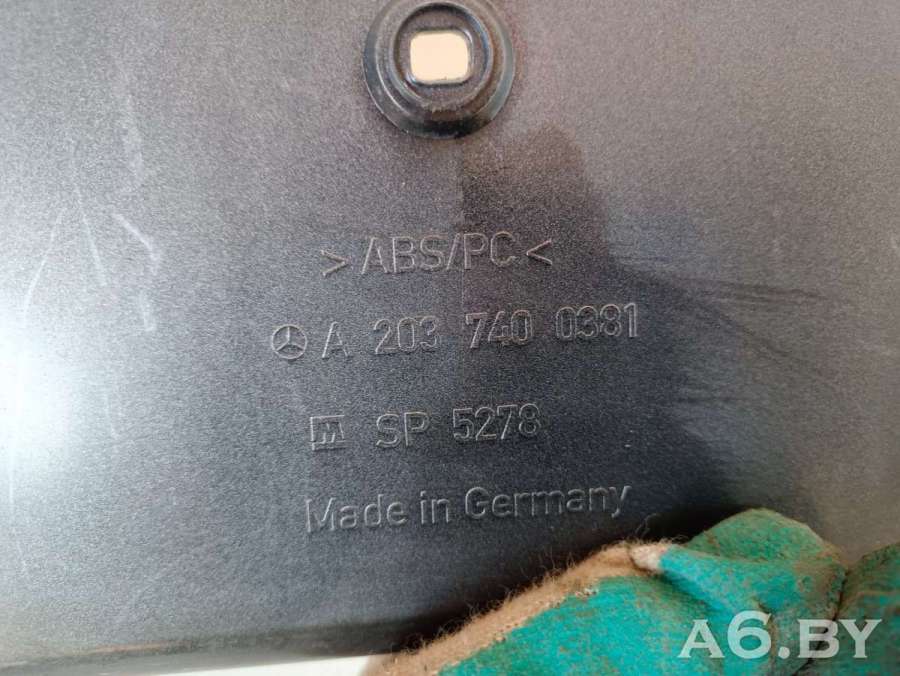 >ABS/PC<
A 203 740 0381
M SP 5278
Made in Germany
A6.BY